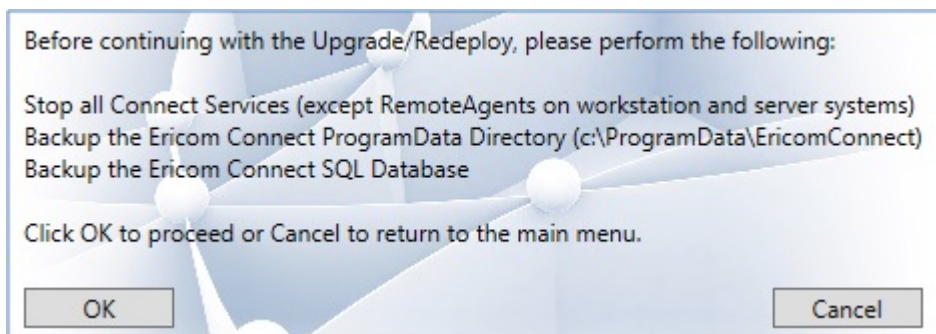 Before continuing with the Upgrade/Redeploy, please perform the following:
Stop all Connect Services (except RemoteAgents on workstation and server systems)
Backup the Ericom Connect ProgramData Directory (c:\ProgramData\EricomConnect)
Backup the Ericom Connect SQL Database
Click OK to proceed or Cancel to return to the main menu.
OK
Cancel